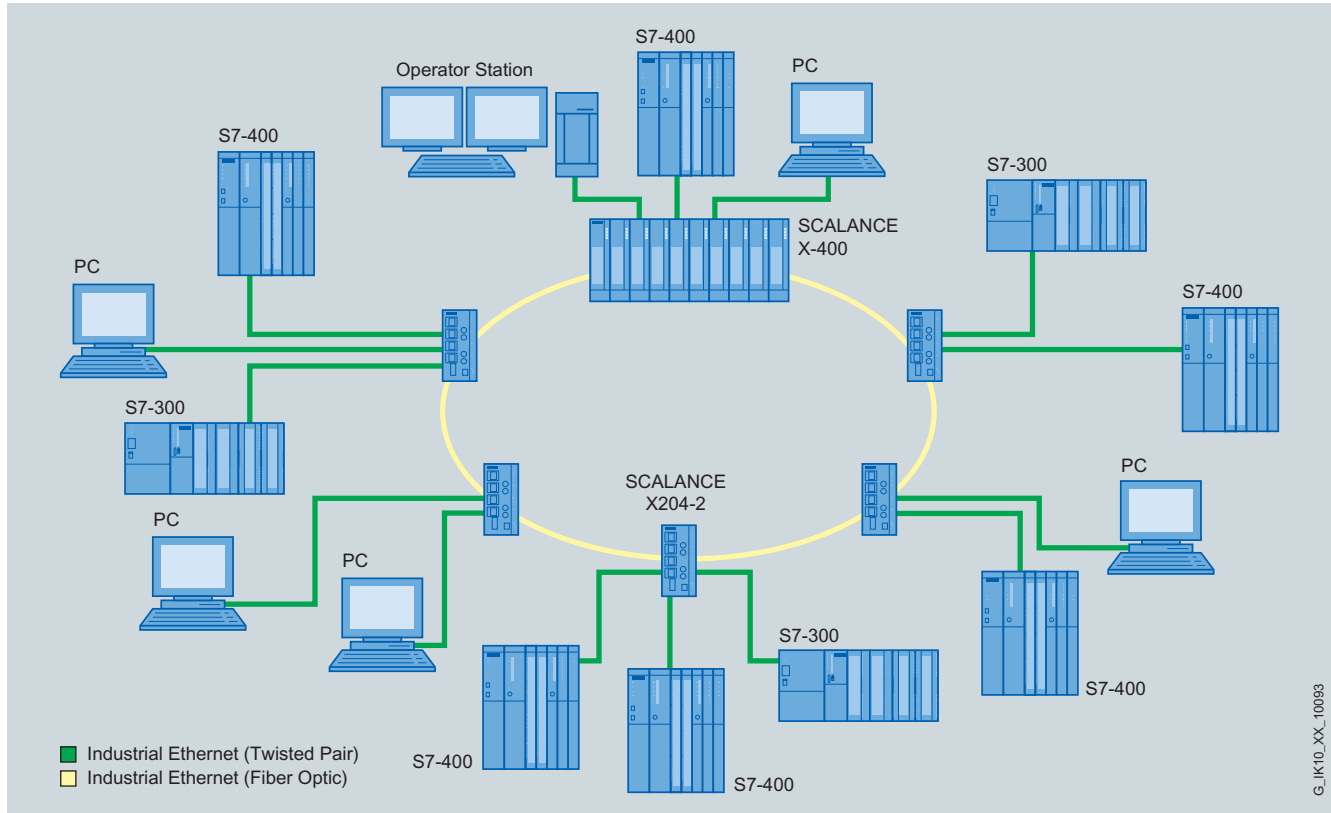 S7-400
Operator Station
PC
S7-400
S7-300
SCALANCE
X-400
PC
S7-400
S7-300
SCALANCE
X204-2
PC
PC
PC
S7-300
S7-400
S7-400
S7-400
Industrial Ethernet (Twisted Pair)
Industrial Ethernet (Fiber Optic)
G_IK10_XX_10093